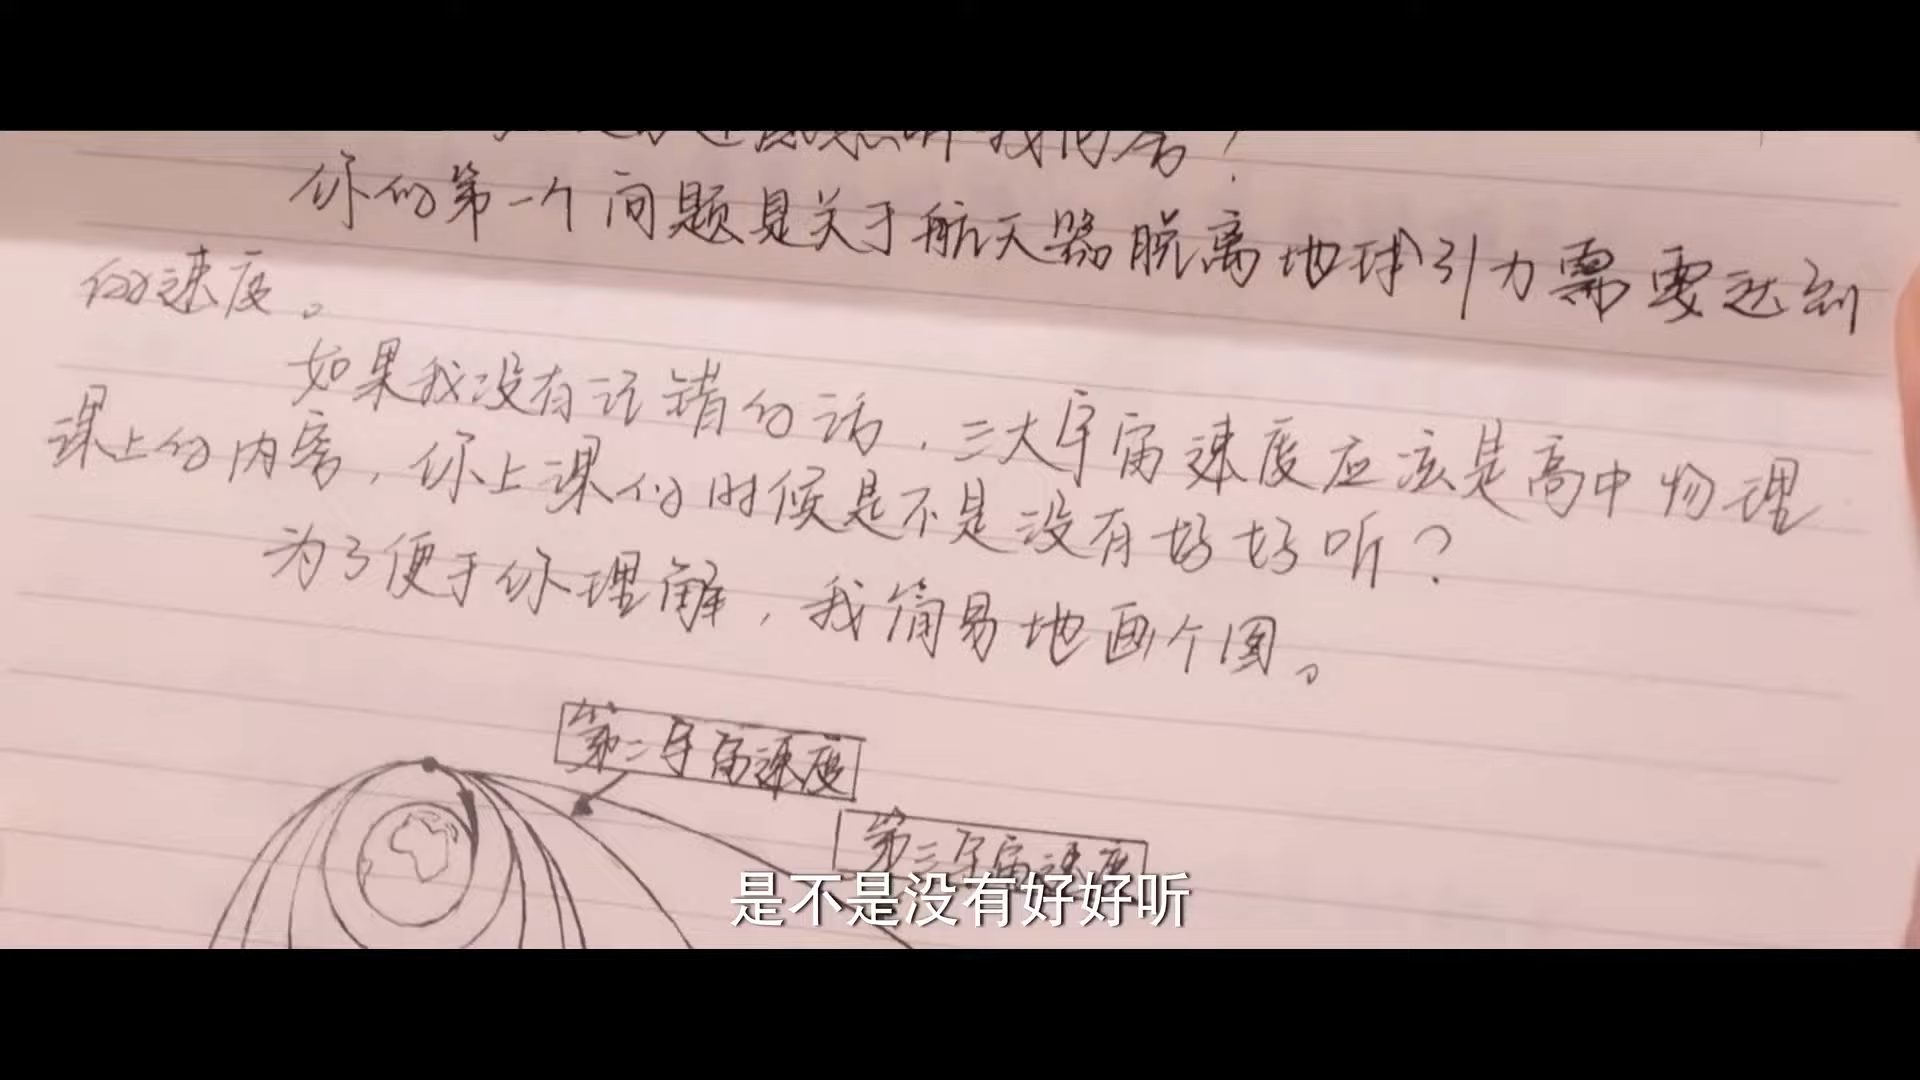 你的第一个问题是关于航天器脱离地球引力需要达到
的速度。
如果我没有记错的话，三大宇宙速度应该是高中物理
课上的内容，你上课的时候是不是没有好好听？
为了便于你理解，我简易地画个图。
第二宇宙速度
第三宇宙速度
是不是没有好好听